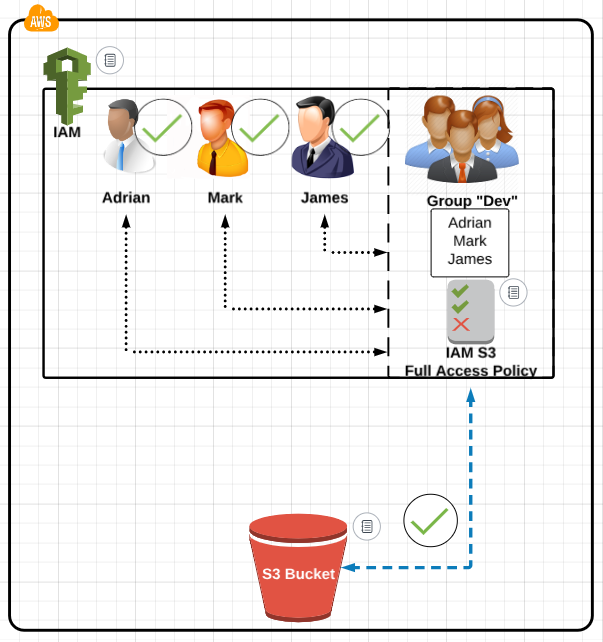 AWS
IAM
Adrian
Mark
James
Group "Dev"
Adrian
Mark
James
IAM S3
Full Access Policy
S3 Bucket